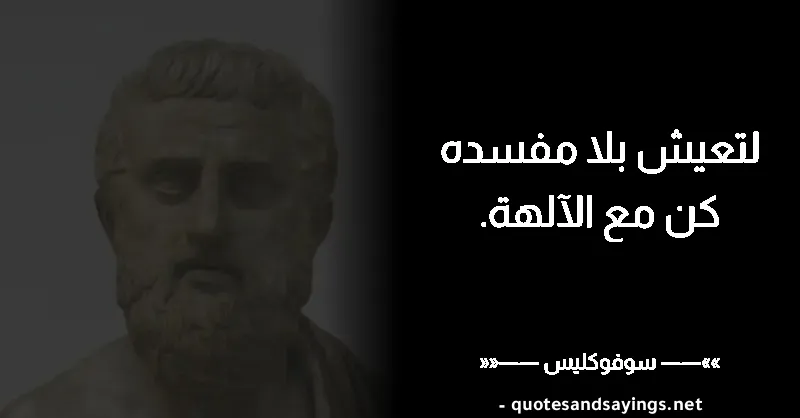 لتعيش بلا مفسده
كن مع الآلهة.
»»—— سوفوكليس ——««
- quotesandsayings.net